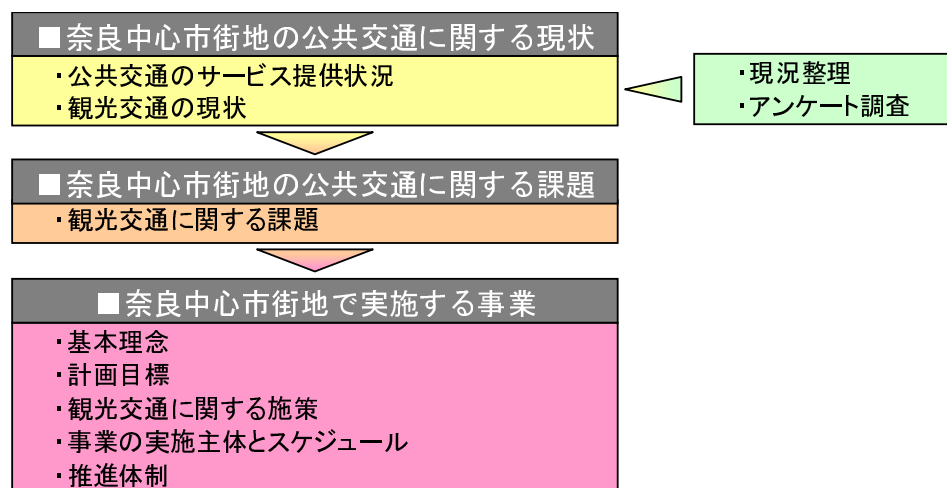 ■奈良中心市街地の公共交通に関する現状
・公共交通のサービス提供状況
・観光交通の現状
・現況整理
・アンケート調査
■奈良中心市街地の公共交通に関する課題
・観光交通に関する課題
■奈良中心市街地で実施する事業
・基本理念
・計画目標
・観光交通に関する施策
・事業の実施主体とスケジュール
・推進体制